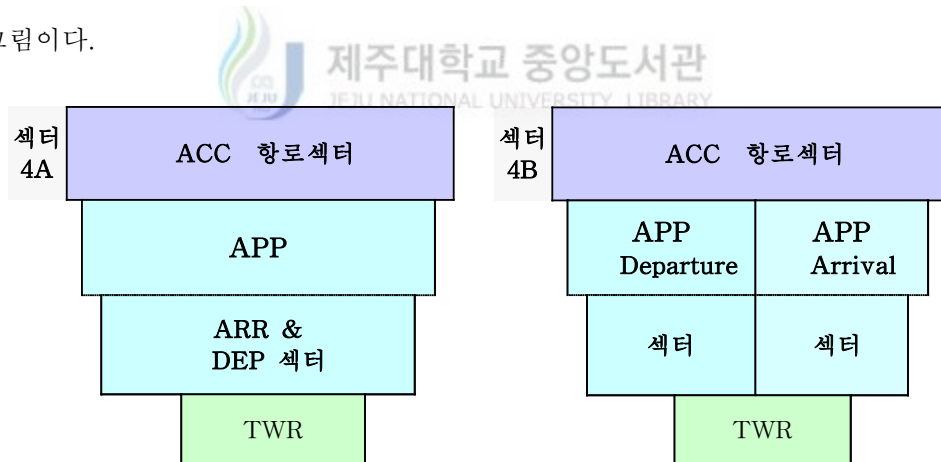 그림이다.
제주대학교 중앙도서관
JEJU NATIONAL UNIVERSITY LIBRARY
JEJU
섹터
4A
ACC 항로섹터
APP
ARR &
DEP 섹터
TWR
섹터
4B
ACC 항로섹터
APP
Departure
APP
Arrival
섹터
섹터
TWR